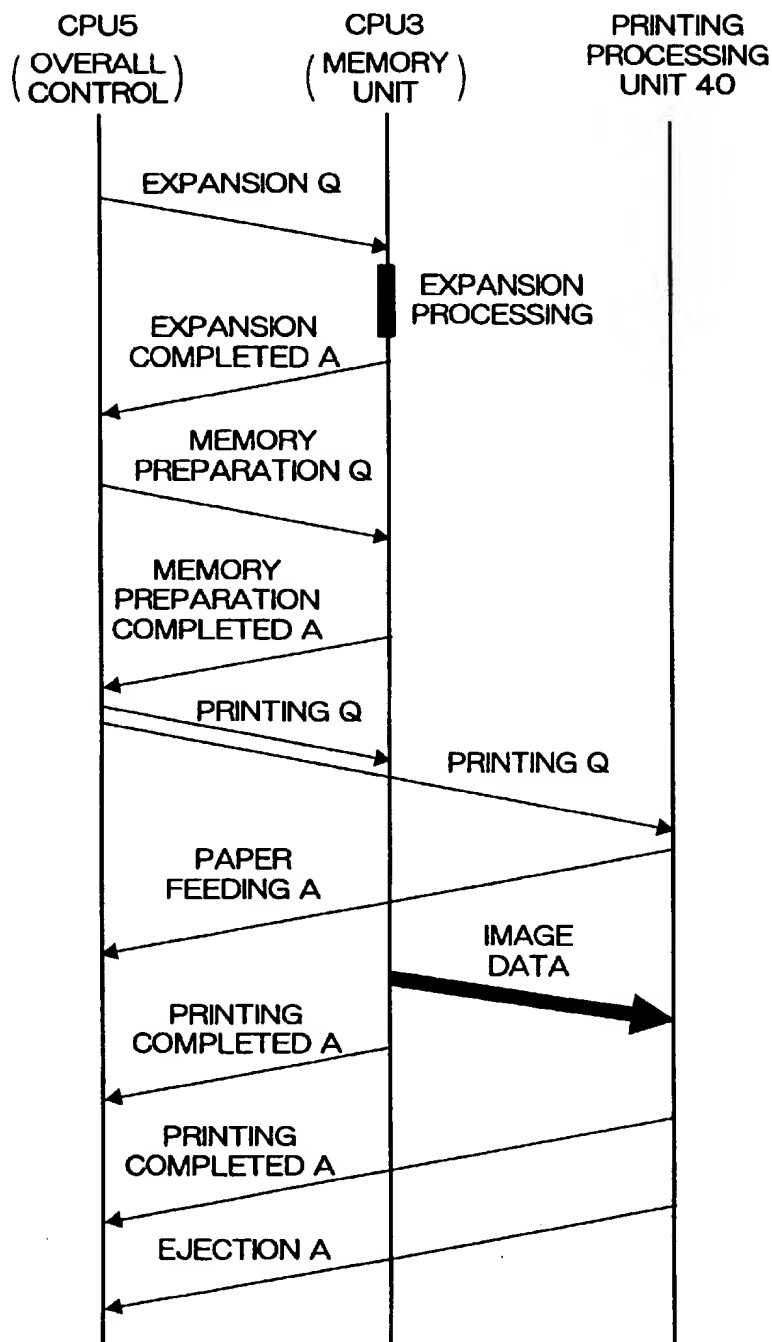 CPU5
(OVERALL
CONTROL)
CPU3
(MEMORY
UNIT)
PRINTING
PROCESSING
UNIT 40
EXPANSION Q
EXPANSION
PROCESSING
EXPANSION
COMPLETED A
MEMORY
PREPARATION Q
MEMORY
PREPARATION
COMPLETED A
PRINTING Q
PRINTING Q
PAPER
FEEDING A
IMAGE
DATA
PRINTING
COMPLETED A
PRINTING
COMPLETED A
EJECTION A